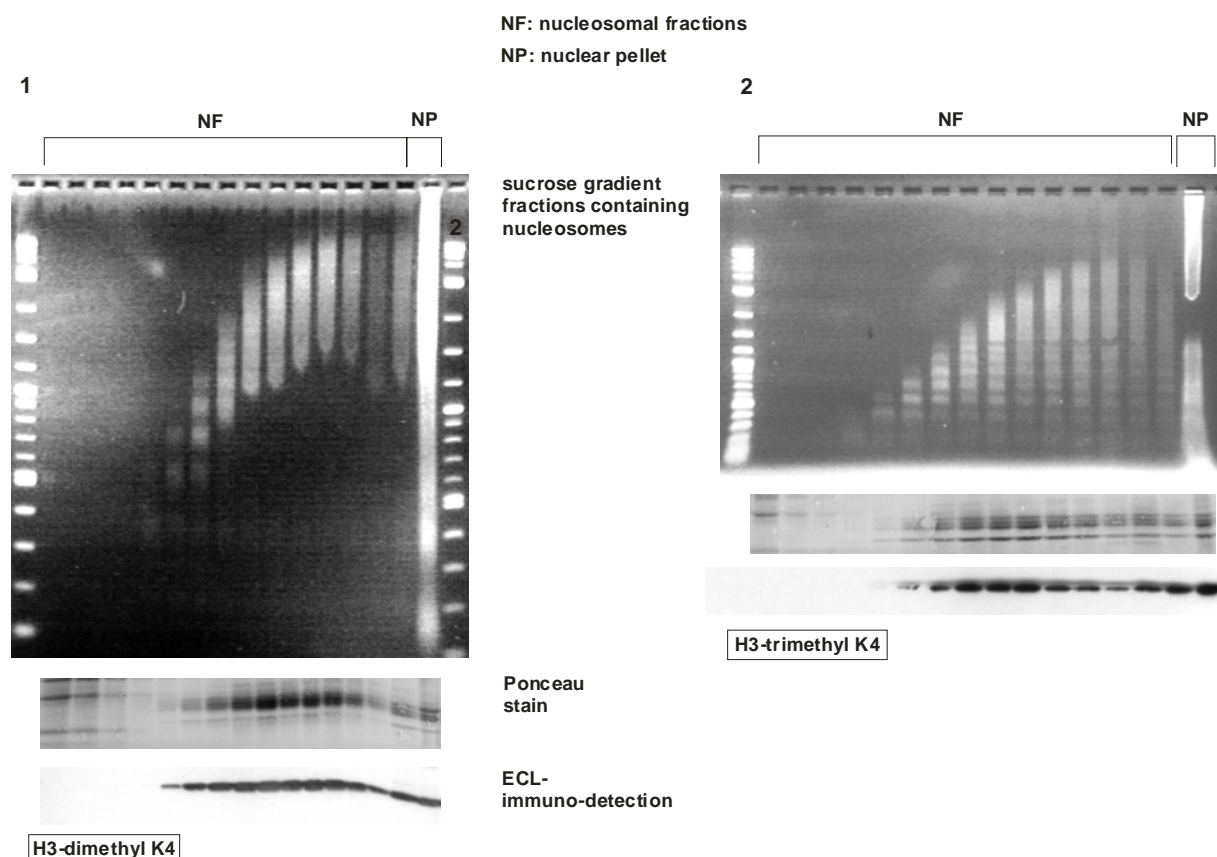 NF: nucleosomal fractions
NP: nuclear pellet
1
NF
NP
2
sucrose gradient
fractions containing
nucleosomes
Ponceau
stain
ECL-
immuno-detection
H3-dimethyl K4
2
NF
NP
H3-trimethyl K4